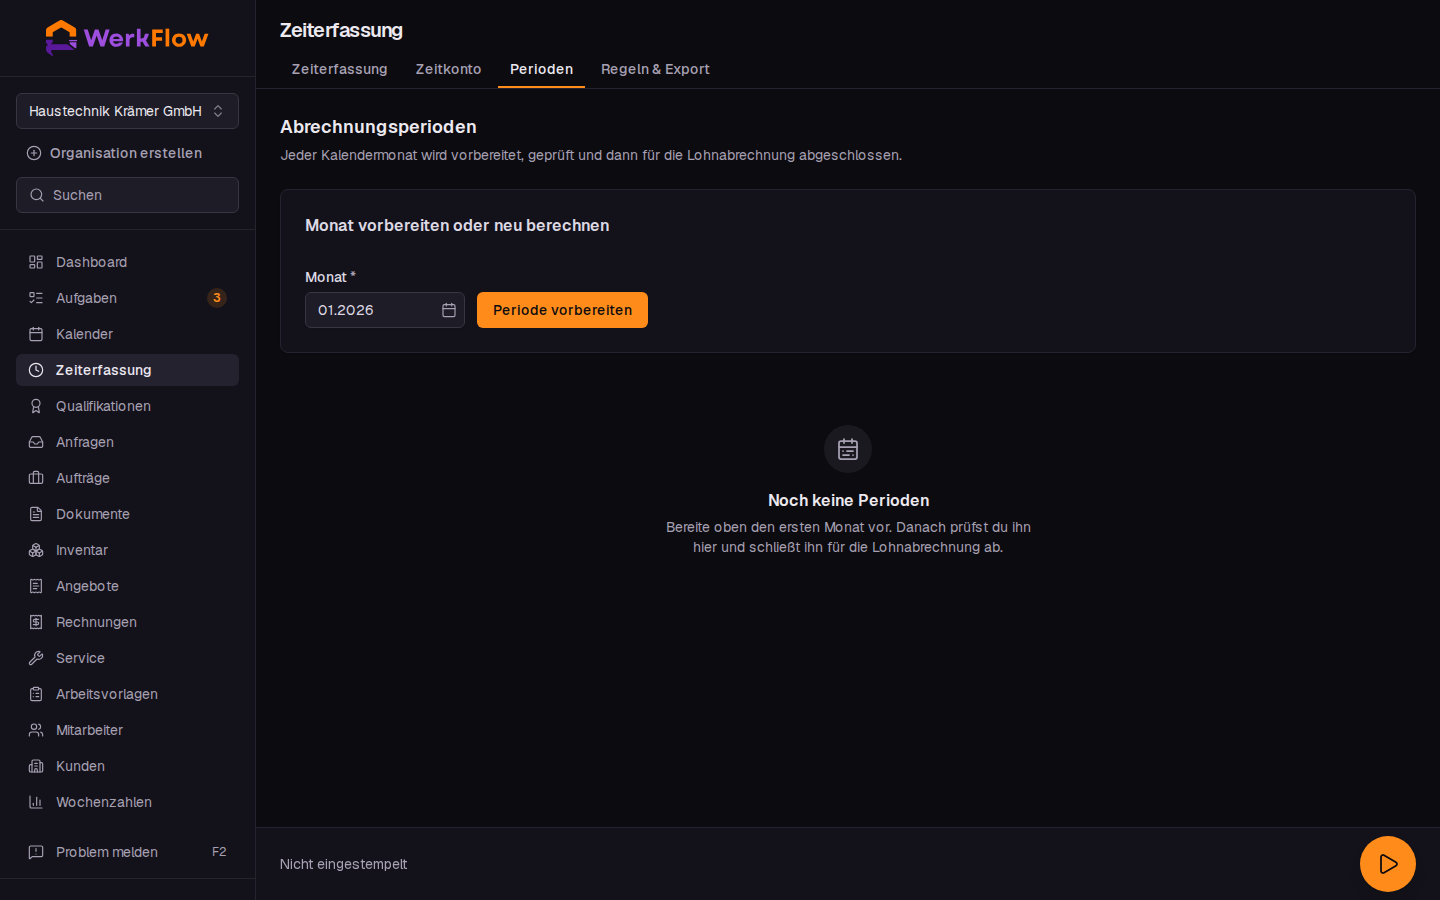 WerkFlow
Haustechnik Krämer GmbH
Organisation erstellen
Suchen
Dashboard
Aufgaben 3
Kalender
Zeiterfassung
Qualifikationen
Anfragen
Aufträge
Dokumente
Inventar
Angebote
Rechnungen
Service
Arbeitsvorlagen
Mitarbeiter
Kunden
Wochenzahlen
Problem melden F2
Zeiterfassung
Zeiterfassung Zeitkonto Perioden Regeln & Export
Abrechnungsperioden
Jeder Kalendermonat wird vorbereitet, geprüft und dann für die Lohnabrechnung abgeschlossen.
Monat vorbereiten oder neu berechnen
Monat *
01.2026 Periode vorbereiten
Noch keine Perioden
Bereite oben den ersten Monat vor. Danach prüfst du ihn
hier und schließt ihn für die Lohnabrechnung ab.
Nicht eingestempelt